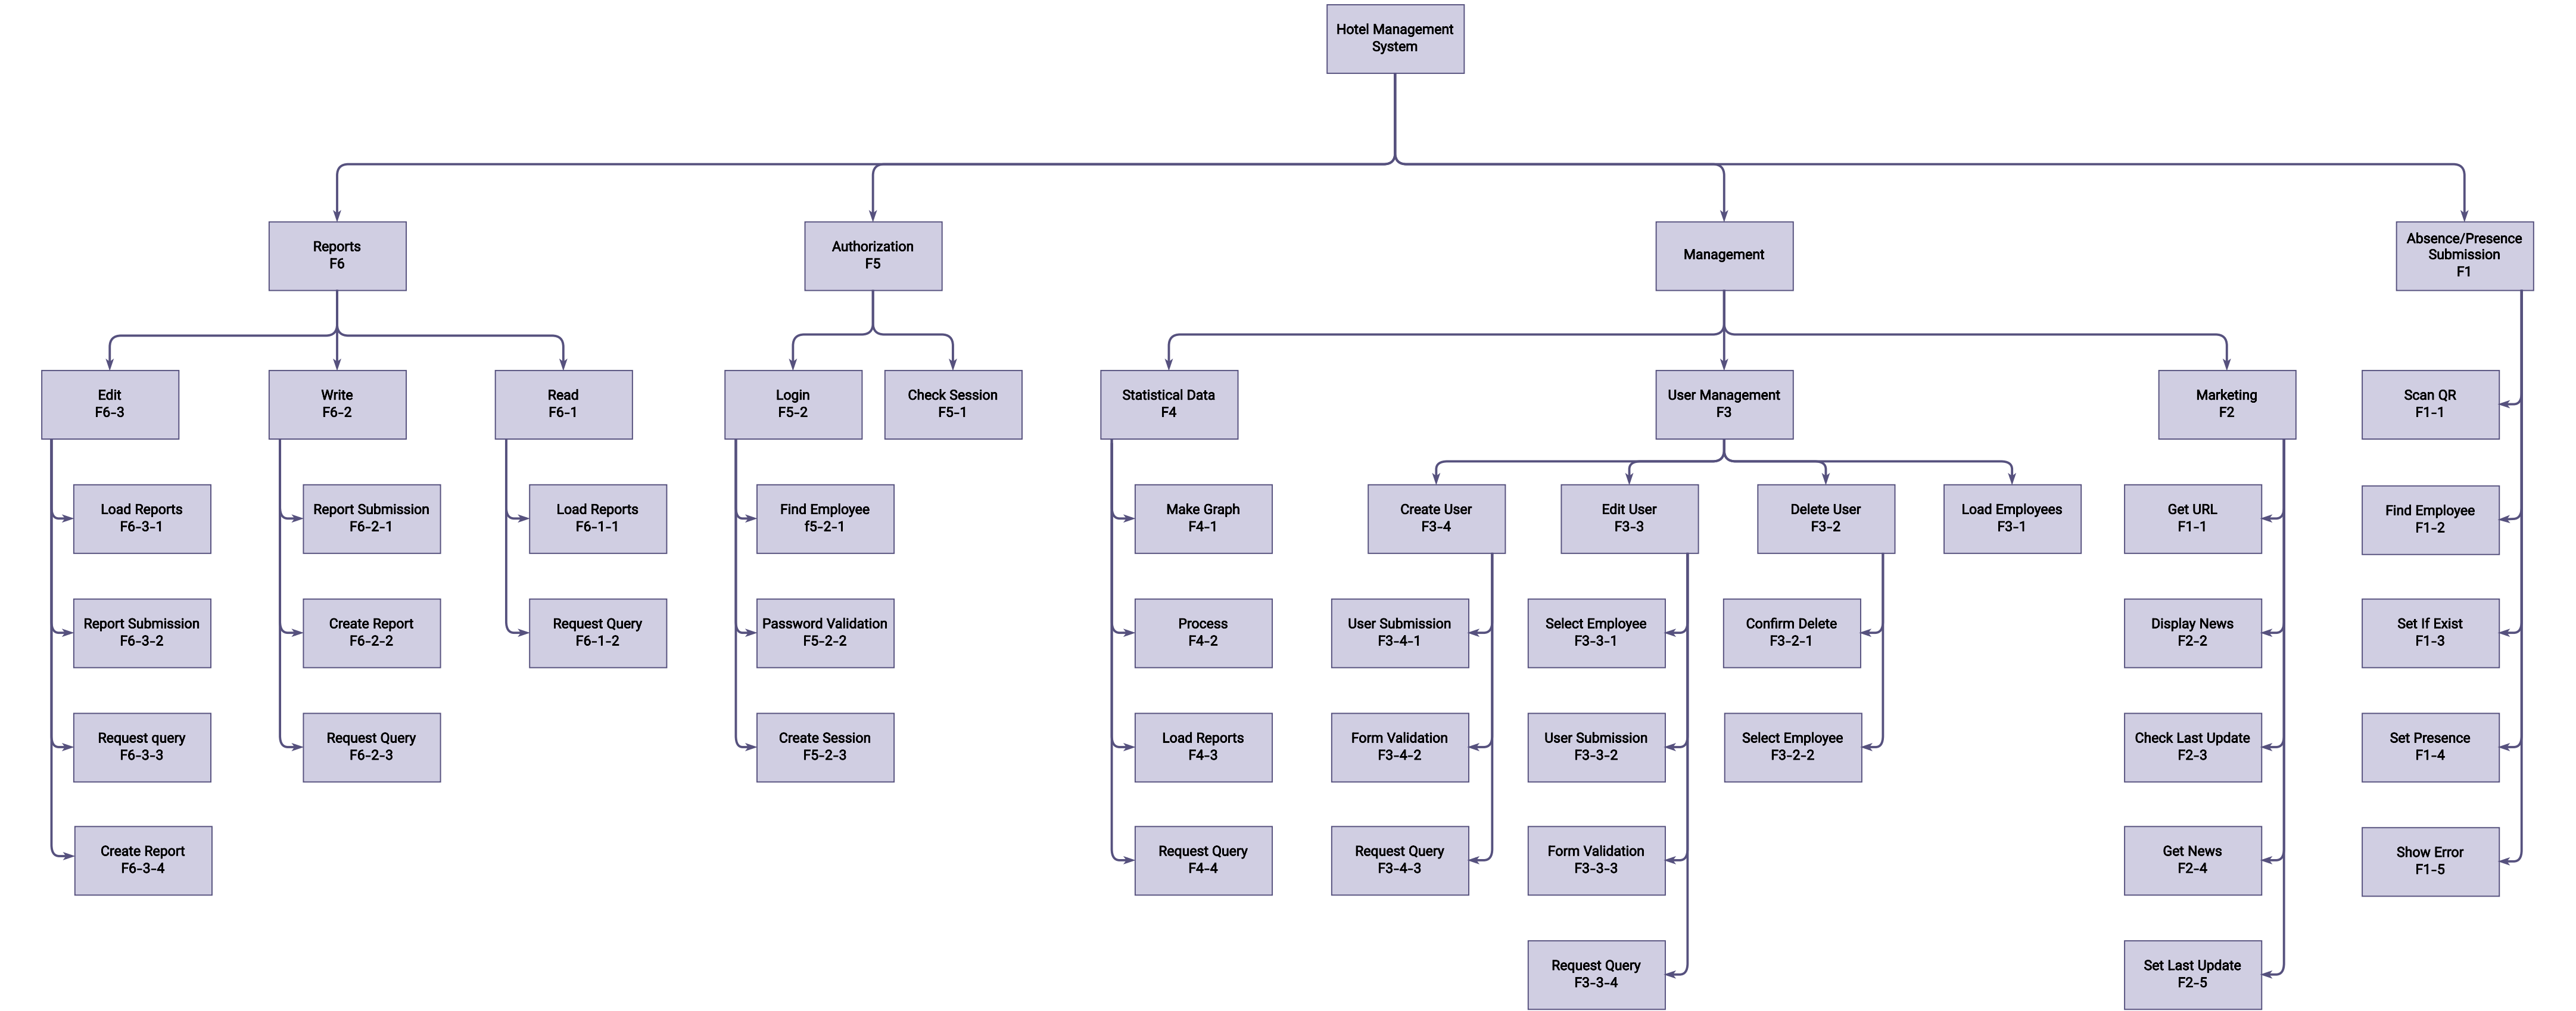 Hotel Management
System
Reports
F6
Authorization
F5
Management
Absence/Presence
Submission
F1
Edit
F6-3
Write
F6-2
Read
F6-1
Login
F5-2
Check Session
F5-1
Statistical Data
F4
User Management
F3
Marketing
F2
Scan QR
F1-1
Load Reports
F6-3-1
Report Submission
F6-2-1
Load Reports
F6-1-1
Find Employee
f5-2-1
Make Graph
F4-1
Create User
F3-4
Edit User
F3-3
Delete User
F3-2
Load Employees
F3-1
Get URL
F1-1
Find Employee
F1-2
Report Submission
F6-3-2
Create Report
F6-2-2
Request Query
F6-1-2
Password Validation
F5-2-2
Process
F4-2
User Submission
F3-4-1
Select Employee
F3-3-1
Confirm Delete
F3-2-1
Display News
F2-2
Set If Exist
F1-3
Request query
F6-3-3
Request Query
F6-2-3
Create Session
F5-2-3
Load Reports
F4-3
Form Validation
F3-4-2
User Submission
F3-3-2
Select Employee
F3-2-2
Check Last Update
F2-3
Set Presence
F1-4
Create Report
F6-3-4
Request Query
F4-4
Request Query
F3-4-3
Form Validation
F3-3-3
Get News
F2-4
Show Error
F1-5
Request Query
F3-3-4
Set Last Update
F2-5